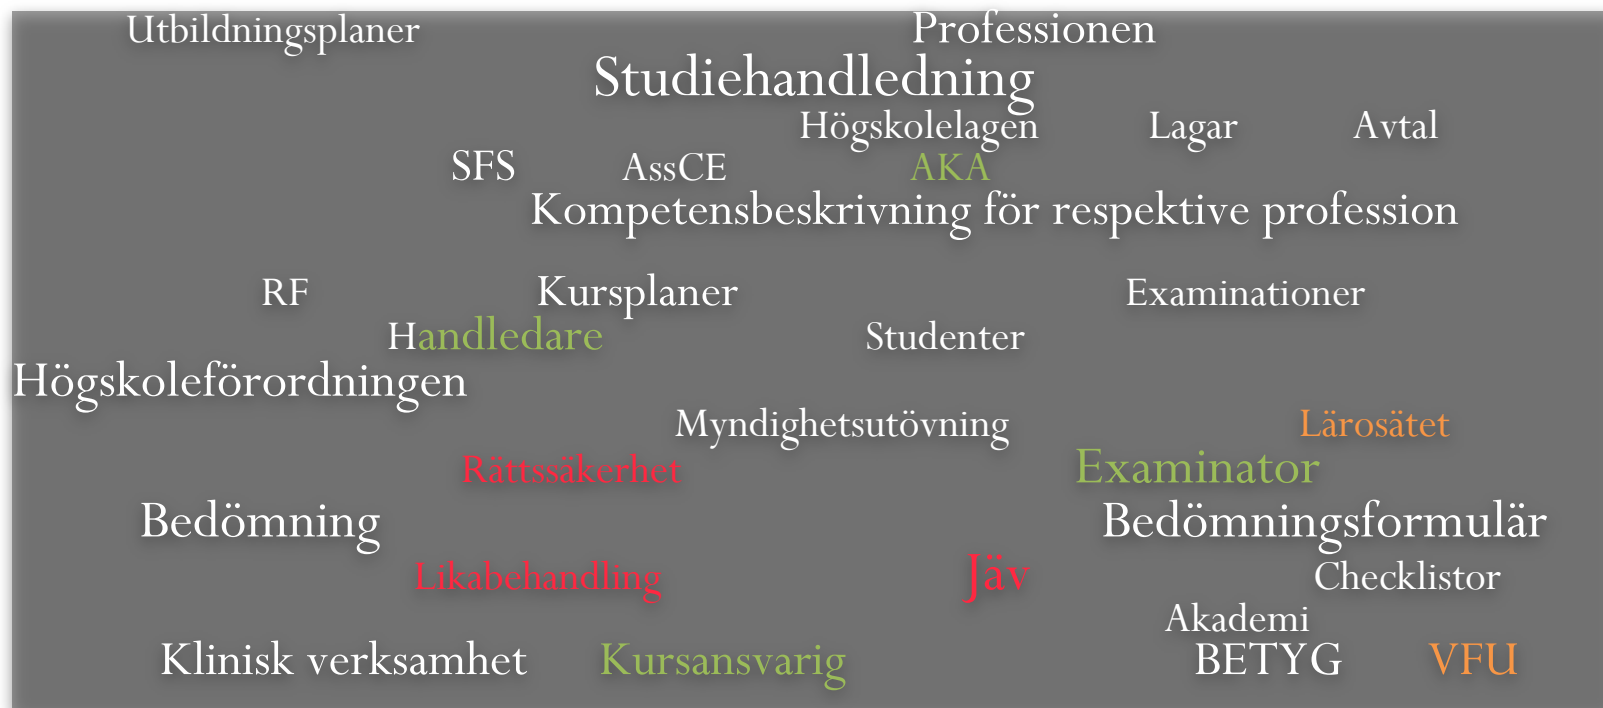 Utbildningsplaner Professionen
Studiehandledning
Högskolelagen Lagar Avtal
SFS AssCE AKA
Kompetensbeskrivning för respektive profession
RF Kursplaner Examinationer
Handledare Studenter
Högskoleförordningen
Myndighetsutövning Lärosätet
Rättssäkerhet Examinator
Bedömning Bedömningsformulär
Likabehandling Jäv Checklistor
Akademi
Klinisk verksamhet Kursansvarig BETYG VFU